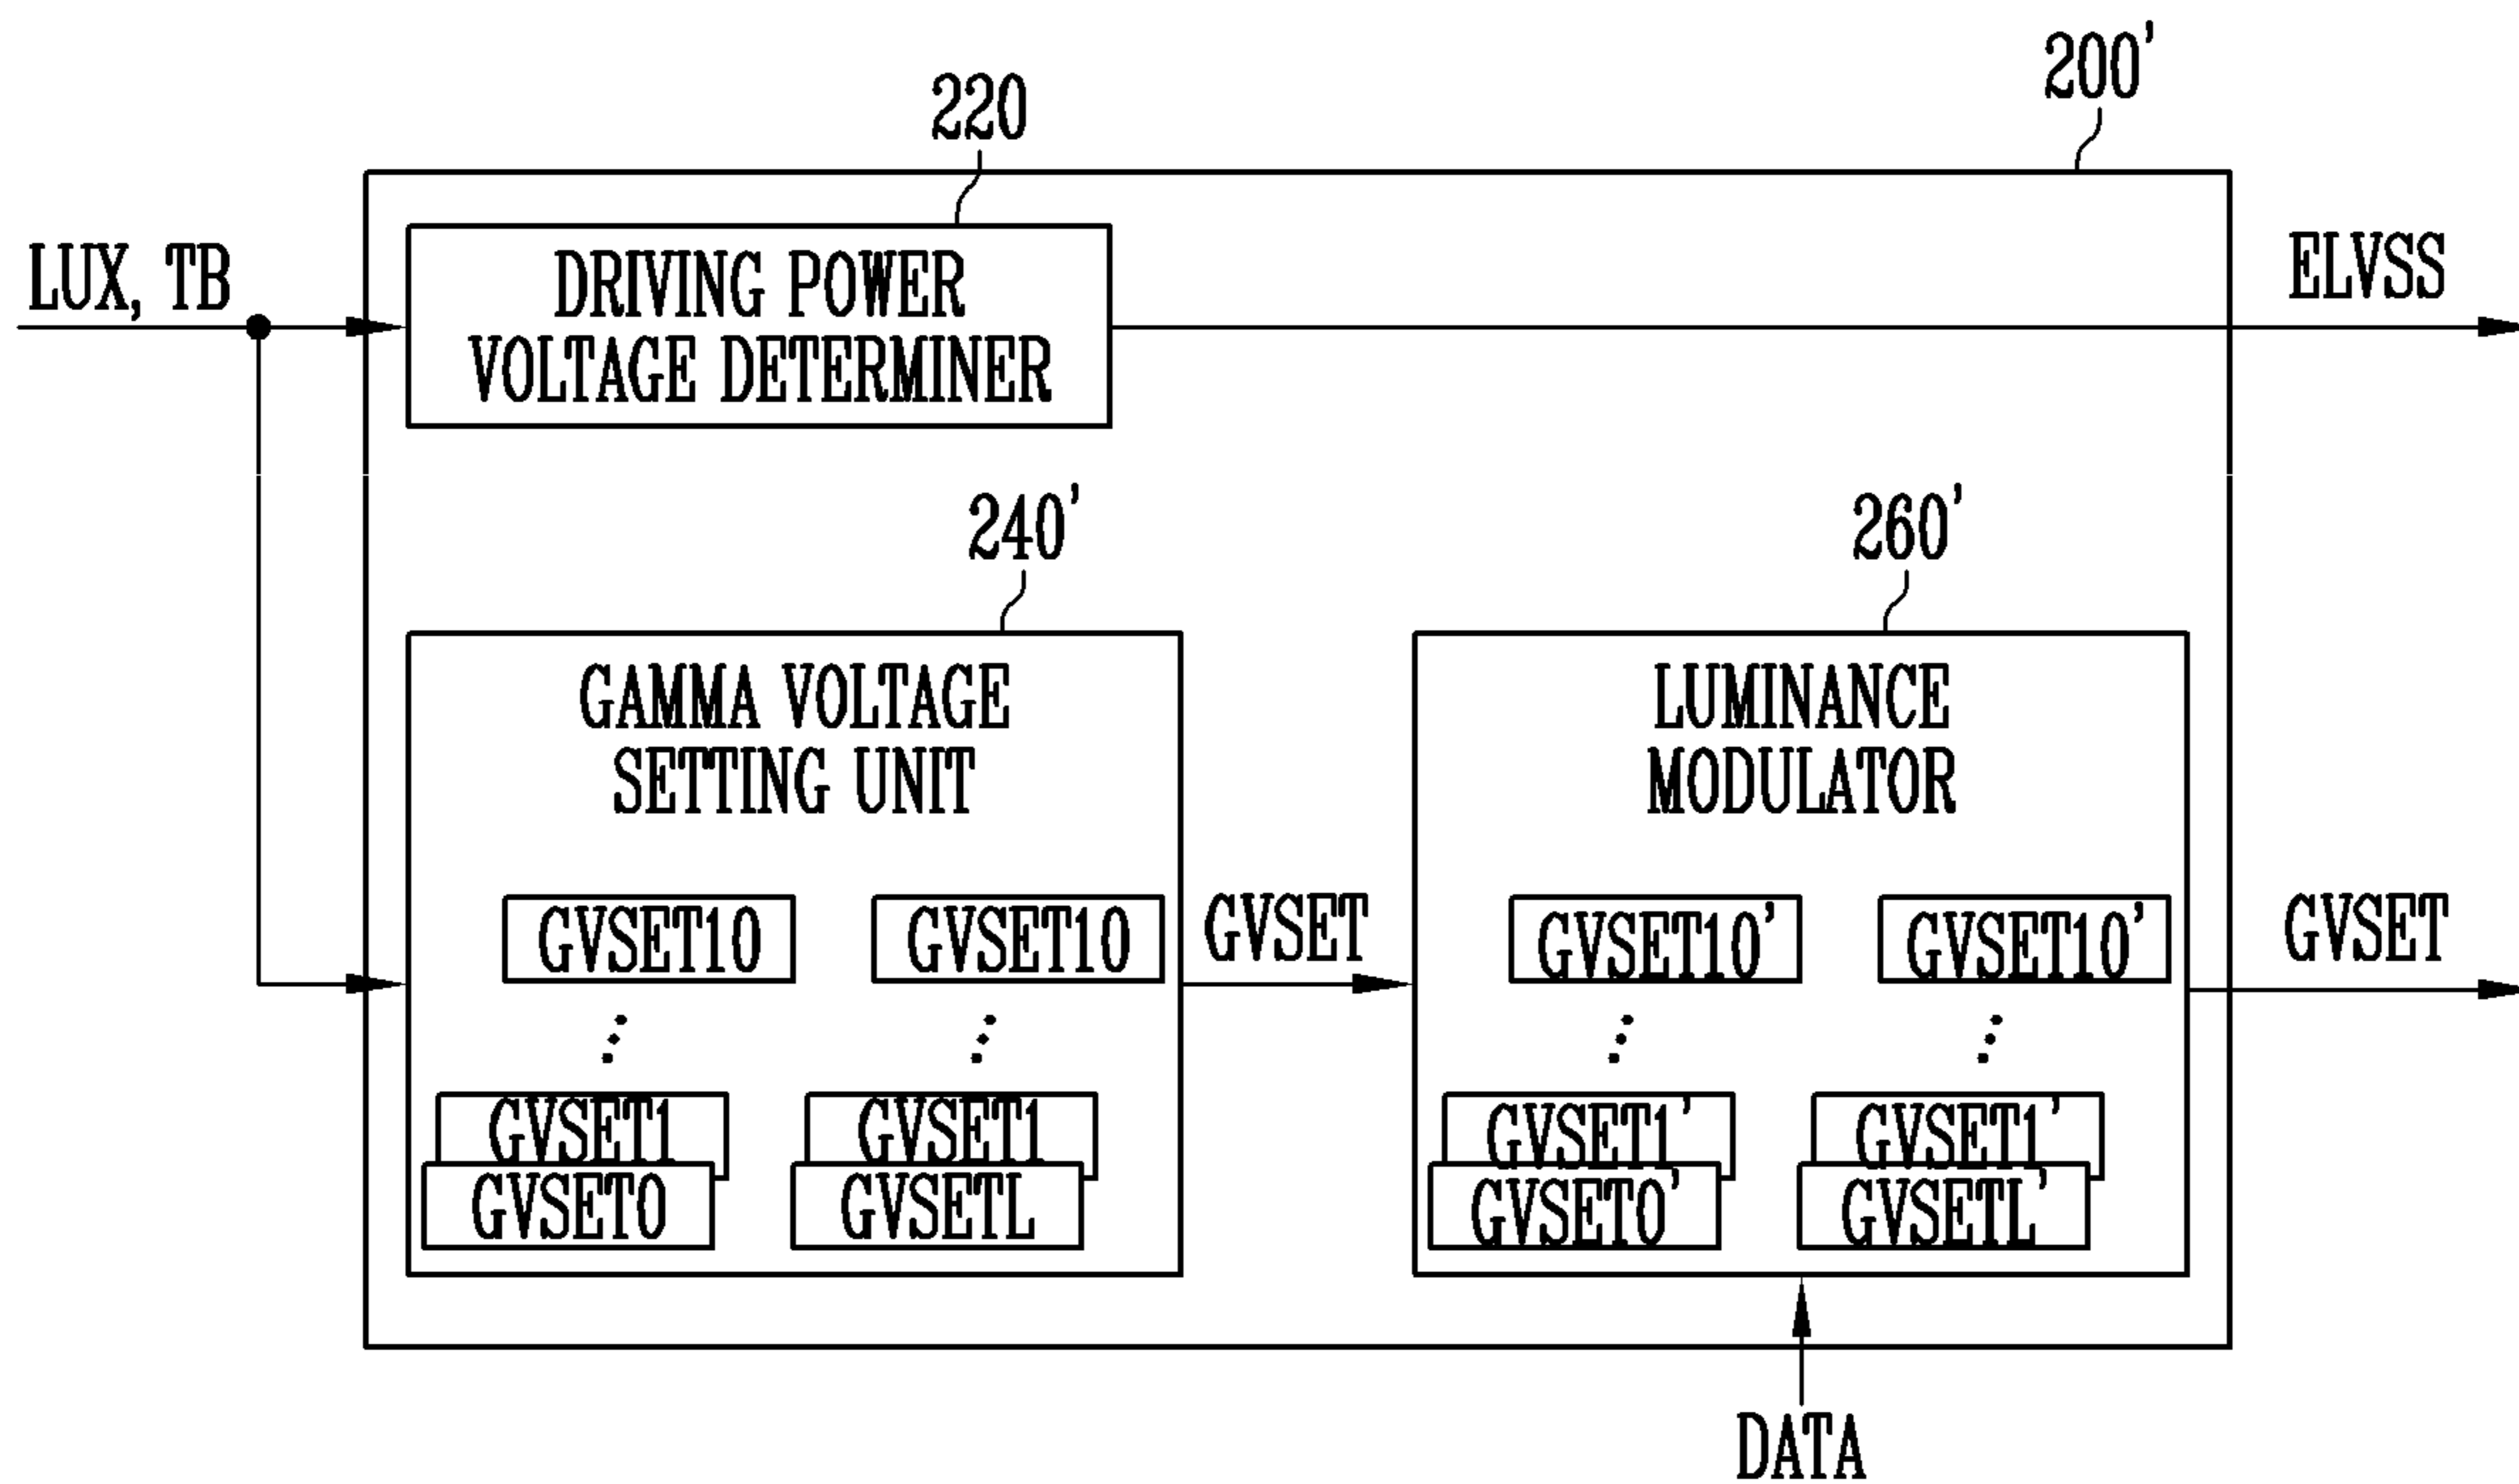 200'
220
LUX, TB
DRIVING POWER
VOLTAGE DETERMINER
ELVSS
240'
260'
GAMMA VOLTAGE
SETTING UNIT
LUMINANCE
MODULATOR
GVSET10
GVSET10
GVSET
GVSET10'
GVSET10'
GVSET
GVSET1
GVSET1
GVSET1'
GVSET1'
GVSET0
GVSETL
GVSET0'
GVSETL'
DATA